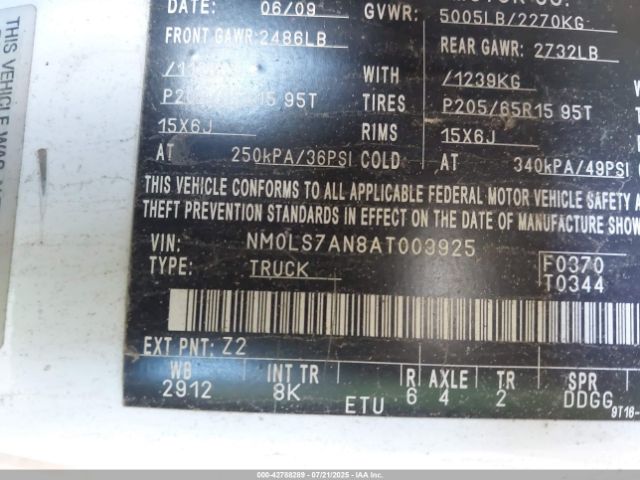 DATE: 06/09 GVWR: 5005LB/2270KG
FRONT GAWR: 2486LB REAR GAWR: 2732LB
WITH /1239KG
TIRES P205/65R15 95T
15X6J RIMS 15X6J
AT 250kPA/36PSI COLD AT 340kPA/49PSI
THIS VEHICLE CONFORMS TO ALL APPLICABLE FEDERAL MOTOR VEHICLE SAFETY A
THEFT PREVENTION STANDARDS IN EFFECT ON THE DATE OF MANUFACTURE SHOW
VIN: NM0LS7AN8AT003925
TYPE: TRUCK F0370
T0344
EXT PNT: Z2
WB INT TR R AXLE TR SPR
2912 8K 6 4 2 DDGG
ETU 9T16-
THIS VEHICLE WAS
000-42788289 07/21/2025 - IAA Inc.